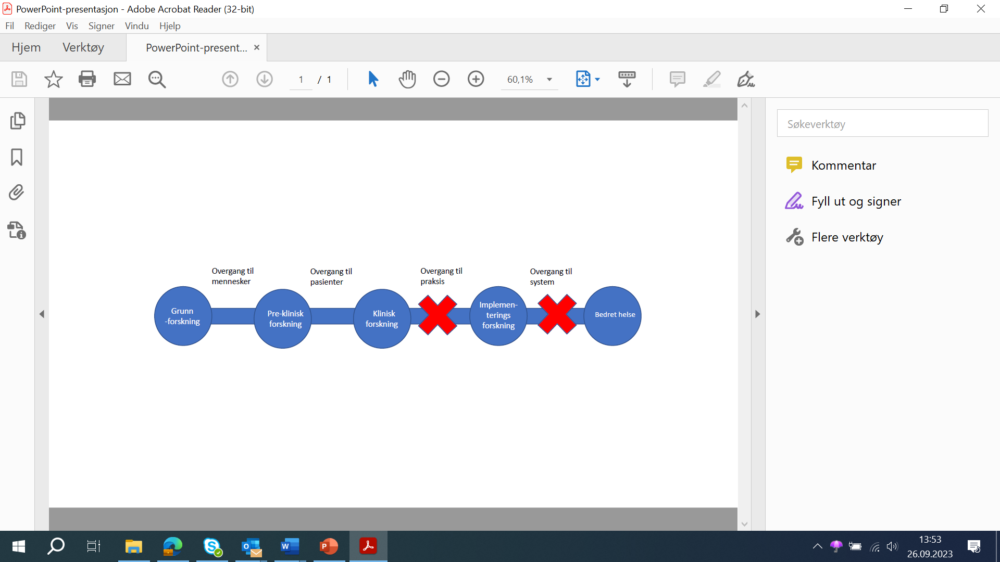 PowerPoint-presentasjon - Adobe Acrobat Reader (32-bit)
Fil Rediger Vis Signer Vindu Hjelp
Hjem Verktøy PowerPoint-present...
1 / 1 60,1%
Søkeverktøy
Kommentar
Fyll ut og signer
Flere verktøy
Overgang til
mennesker
Overgang til
pasienter
Overgang til
praksis
Overgang til
system
Grunn
-forskning
Pre-klinisk
forskning
Klinisk
forskning
Implemen-
terings
forskning
Bedret helse
13:53
26.09.2023